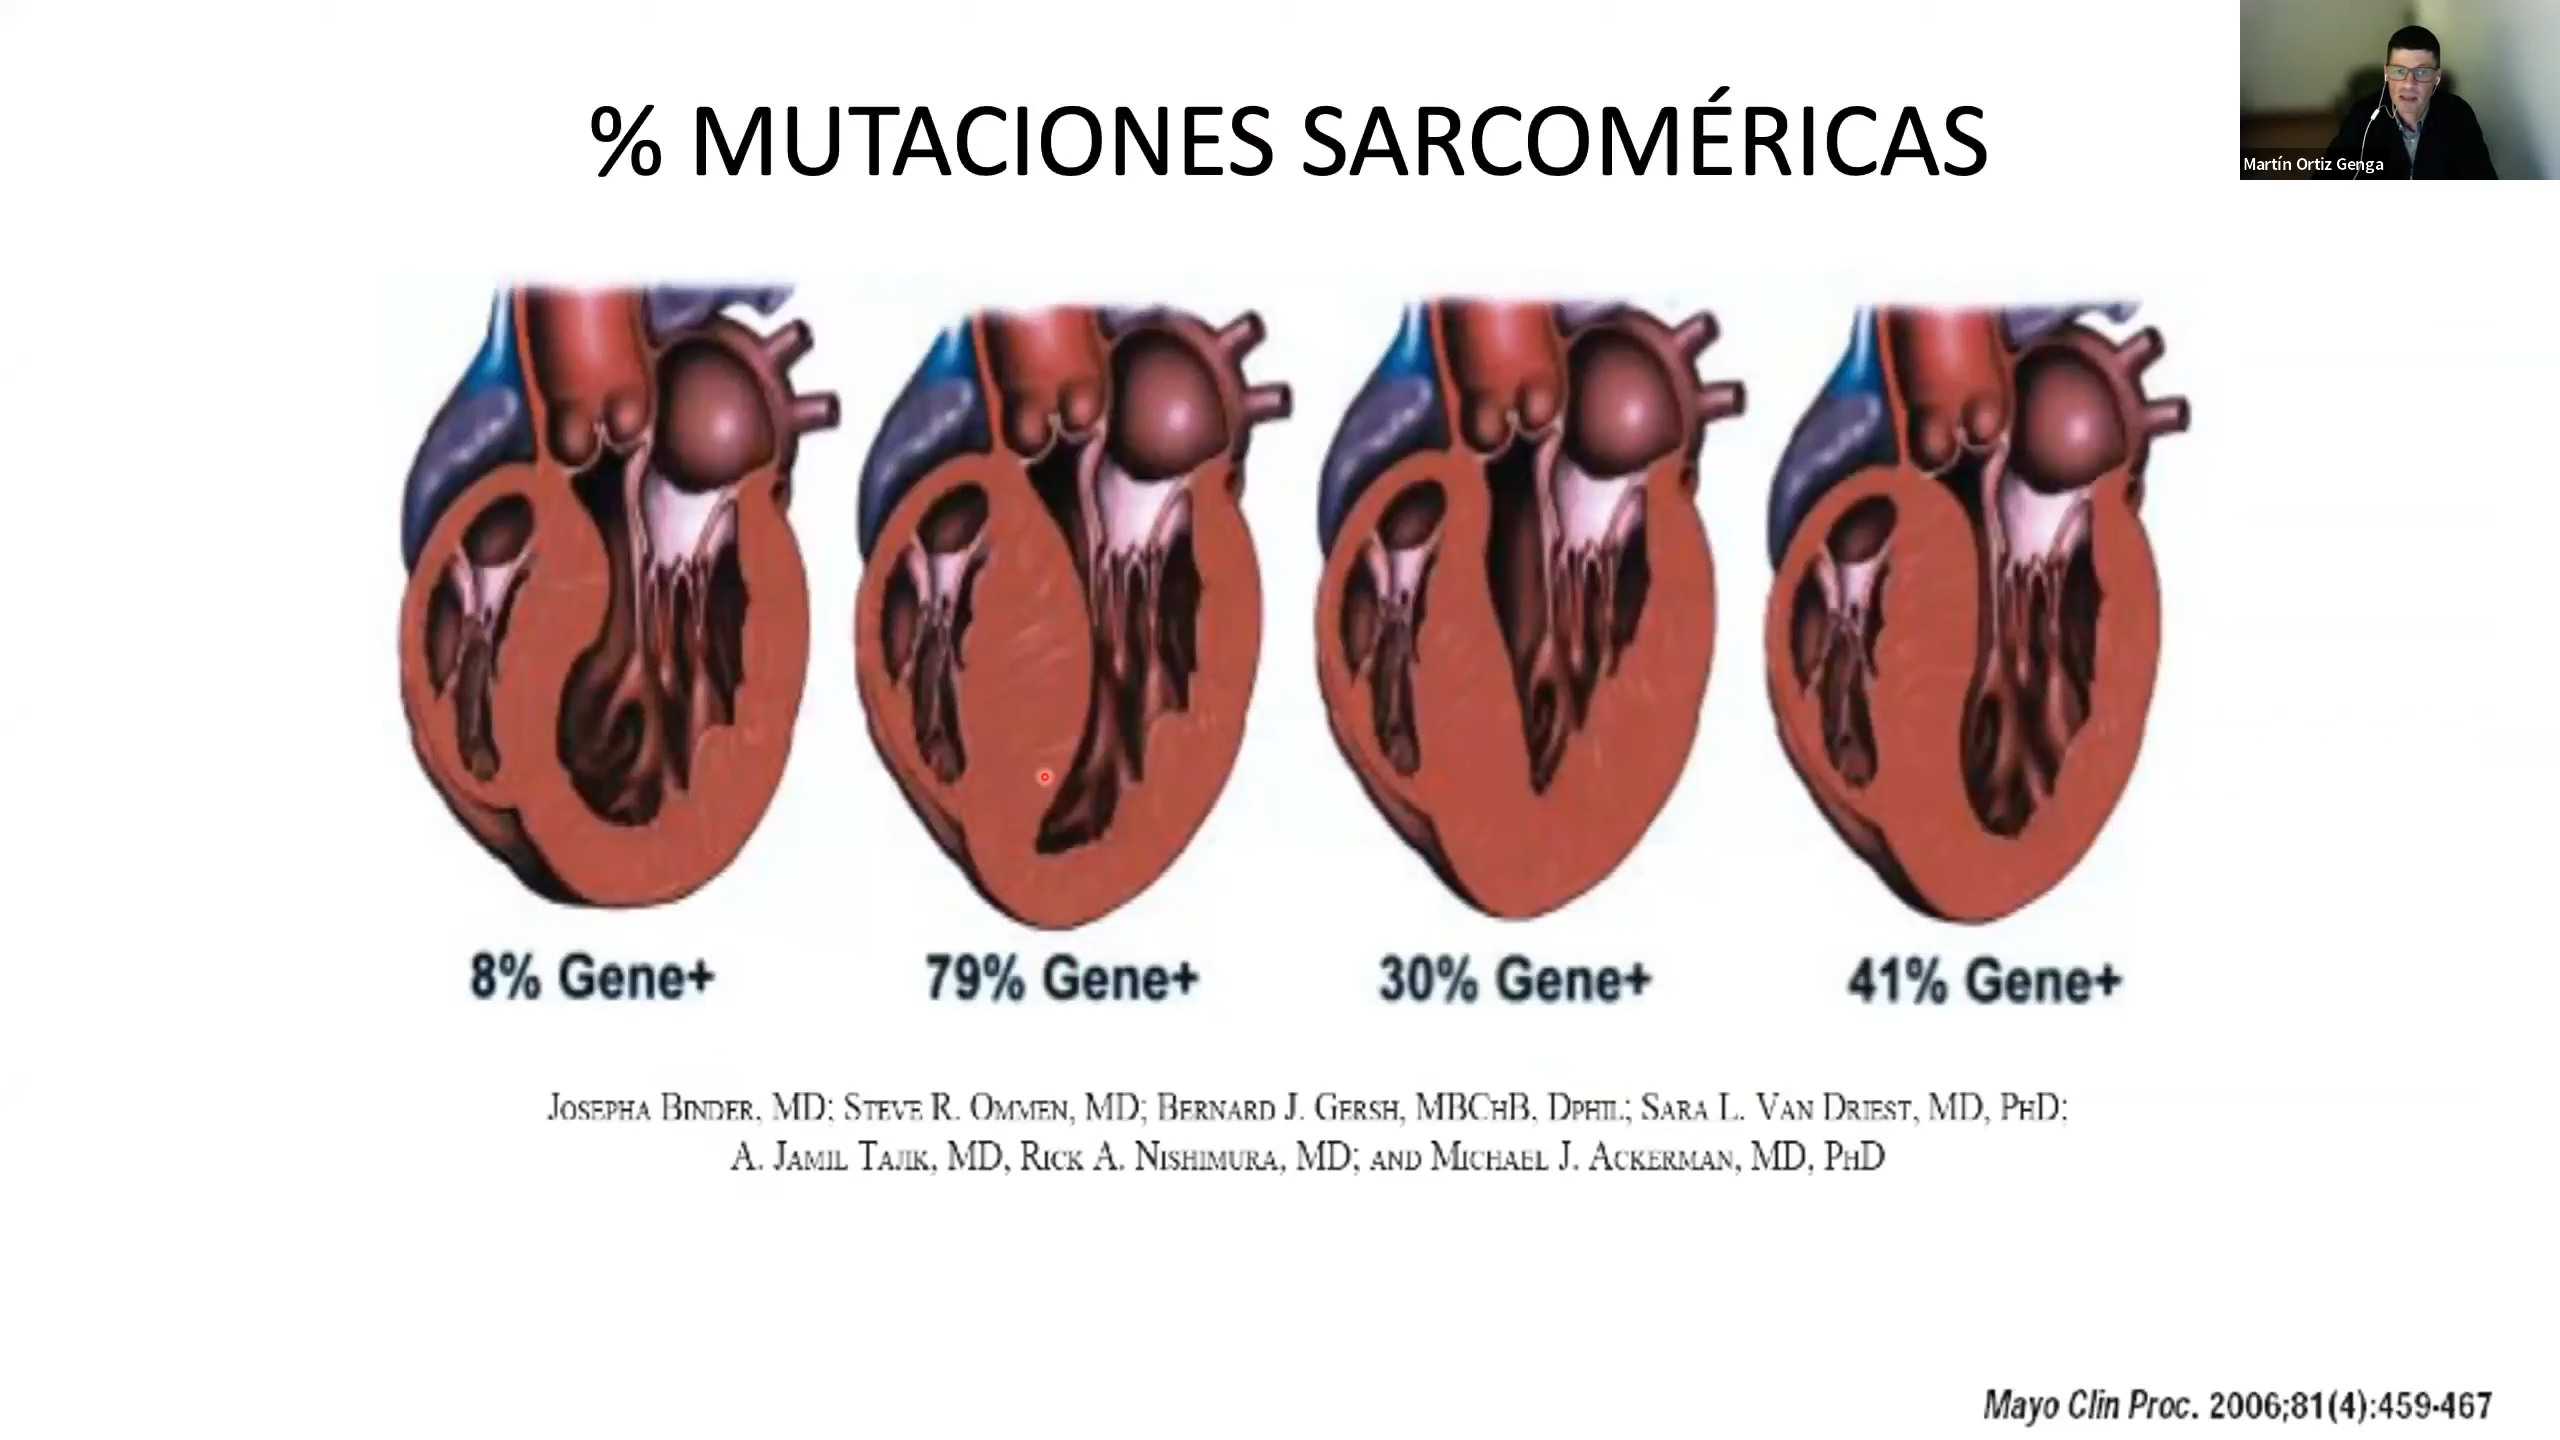 % MUTACIONES SARCOMÉRICAS
Martín Ortiz Genga
8% Gene+
79% Gene+
30% Gene+
41% Gene+
JOSEPHA BINDER, MD; STEVE R. OMMEN, MD; BERNARD J. GERSH, MBCHB, DPHIL; SARA L. VAN DRIEST, MD, PHD;
A. JAMIL TAJIK, MD, RICK A. NISHIMURA, MD; AND MICHAEL J. ACKERMAN, MD, PHD
Mayo Clin Proc. 2006;81(4):459-467